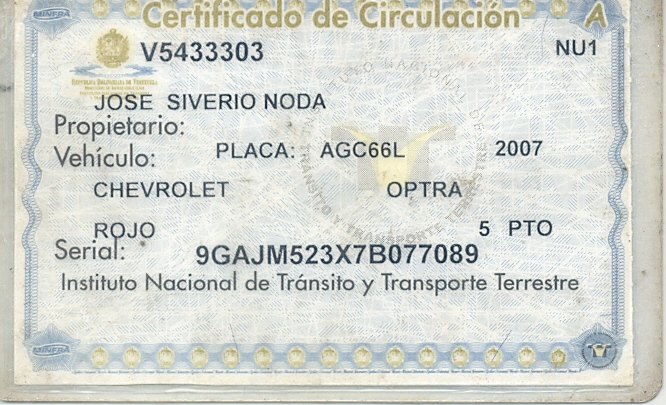 Certificado de Circulación A
MINFRA
V5433303 NU1
REPÚBLICA BOLIVARIANA DE VENEZUELA
JOSE SIVERIO NODA
Propietario:
Vehículo: PLACA: AGC66L 2007
CHEVROLET OPTRA
ROJO 5 PTO
Serial: 9GAJM523X7B077089
Instituto Nacional de Tránsito y Transporte Terrestre
MINFRA